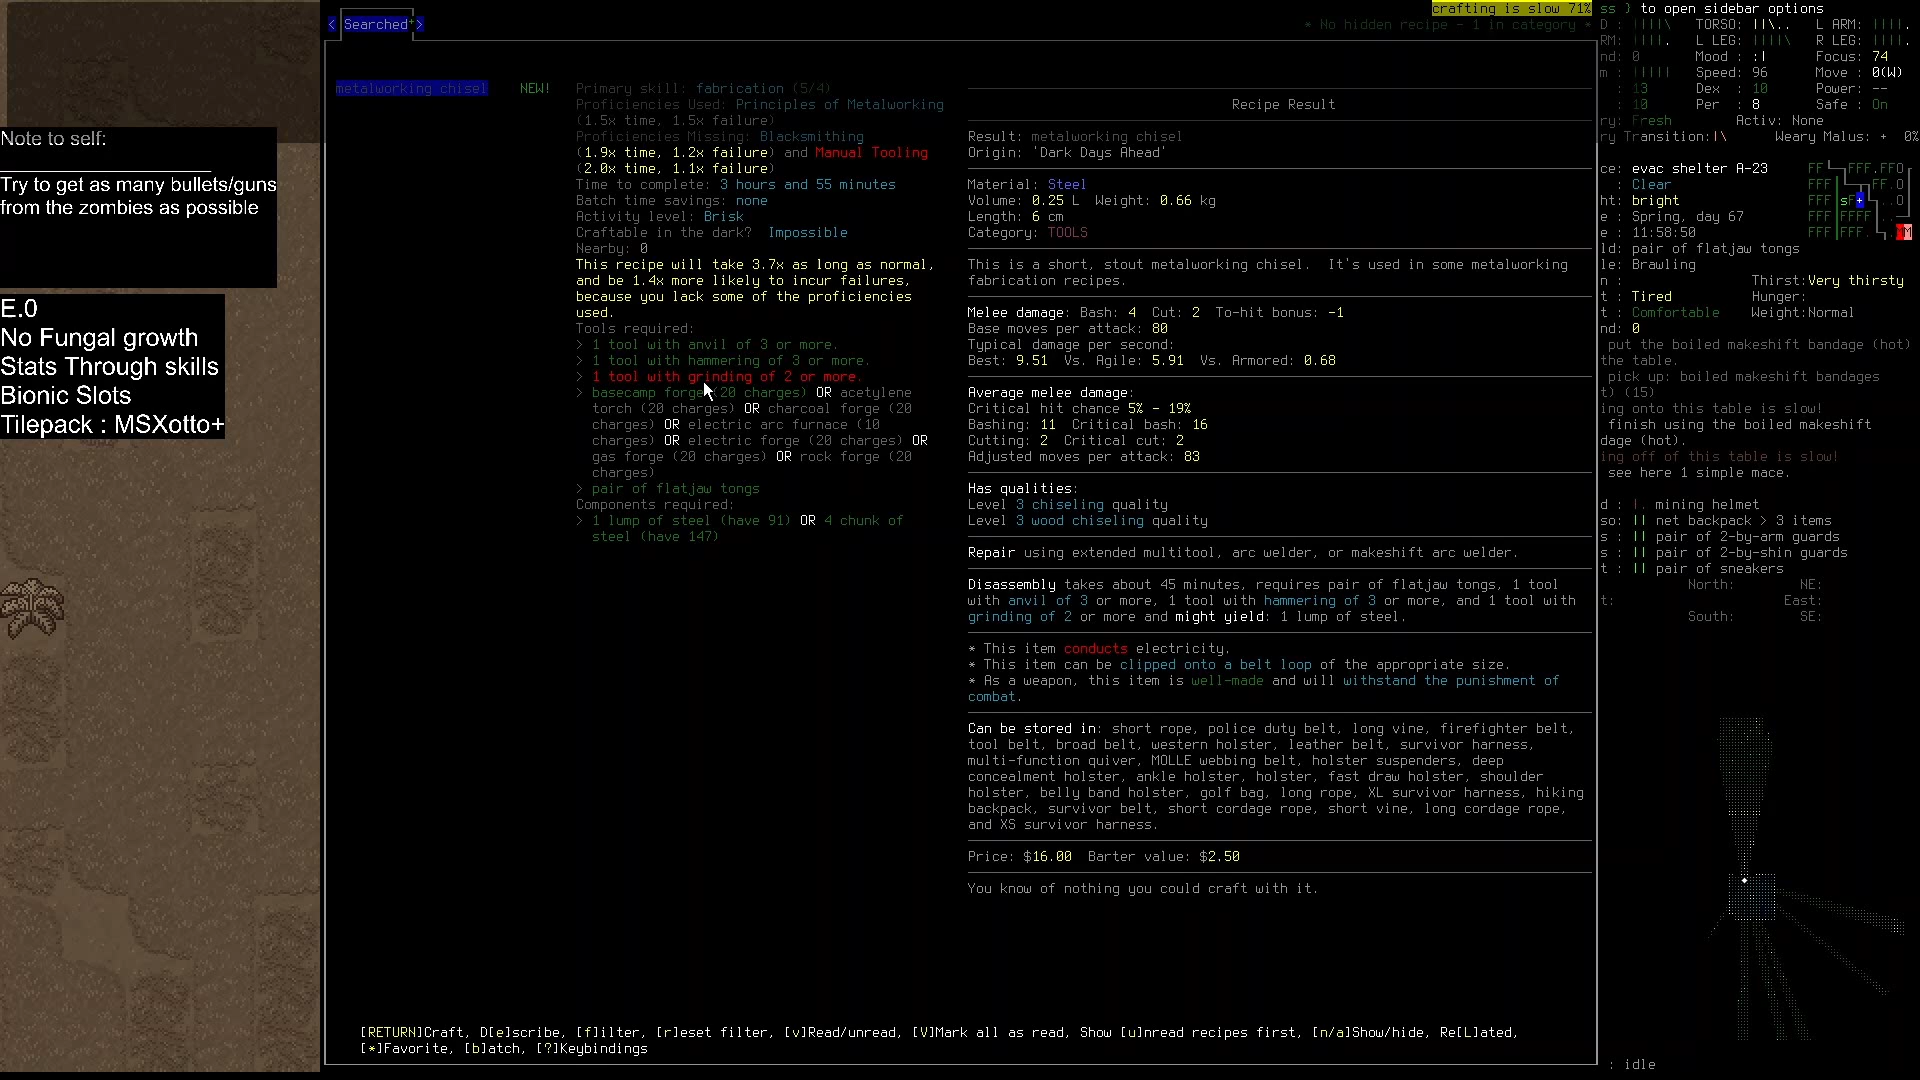 Note to self:
Try to get as many bullets/guns
from the zombies as possible
E.0
No Fungal growth
Stats Through skills
Bionic Slots
Tilepack : MSXotto+
< Searched+ >
crafting is slow 71%
* No hidden recipe - 1 in category *
metalworking chisel NEW!
Primary skill: fabrication (5/4)
Proficiencies Used: Principles of Metalworking
(1.5x time, 1.5x failure)
Proficiencies Missing: Blacksmithing
(1.9x time, 1.2x failure) and Manual Tooling
(2.0x time, 1.1x failure)
Time to complete: 3 hours and 55 minutes
Batch time savings: none
Activity level: Brisk
Craftable in the dark? Impossible
Nearby: 0
This recipe will take 3.7x as long as normal,
and be 1.4x more likely to incur failures,
because you lack some of the proficiencies
used.
Tools required:
> 1 tool with anvil of 3 or more.
> 1 tool with hammering of 3 or more.
> 1 tool with grinding of 2 or more.
> basecamp forge (20 charges) OR acetylene
torch (20 charges) OR charcoal forge (20
charges) OR electric arc furnace (10
charges) OR electric forge (20 charges) OR
gas forge (20 charges) OR rock forge (20
charges)
> pair of flatjaw tongs
Components required:
> 1 lump of steel (have 91) OR 4 chunk of
steel (have 147)
Recipe Result
Result: metalworking chisel
Origin: 'Dark Days Ahead'
Material: Steel
Volume: 0.25 L Weight: 0.66 kg
Length: 6 cm
Category: TOOLS
This is a short, stout metalworking chisel. It's used in some metalworking
fabrication recipes.
Melee damage: Bash: 4 Cut: 2 To-hit bonus: -1
Base moves per attack: 80
Typical damage per second:
Best: 9.51 Vs. Agile: 5.91 Vs. Armored: 0.68
Average melee damage:
Critical hit chance 5% - 19%
Bashing: 11 Critical bash: 16
Cutting: 2 Critical cut: 2
Adjusted moves per attack: 83
Has qualities:
Level 3 chiseling quality
Level 3 wood chiseling quality
Repair using extended multitool, arc welder, or makeshift arc welder.
Disassembly takes about 45 minutes, requires pair of flatjaw tongs, 1 tool
with anvil of 3 or more, 1 tool with hammering of 3 or more, and 1 tool with
grinding of 2 or more and might yield: 1 lump of steel.
* This item conducts electricity.
* This item can be clipped onto a belt loop of the appropriate size.
* As a weapon, this item is well-made and will withstand the punishment of
combat.
Can be stored in: short rope, police duty belt, long vine, firefighter belt,
tool belt, broad belt, western holster, leather belt, survivor harness,
multi-function quiver, MOLLE webbing belt, holster suspenders, deep
concealment holster, ankle holster, holster, fast draw holster, shoulder
holster, belly band holster, golf bag, long rope, XL survivor harness, hiking
backpack, survivor belt, short cordage rope, short vine, long cordage rope,
and XS survivor harness.
Price: $16.00 Barter value: $2.50
You know of nothing you could craft with it.
[RETURN]Craft, D[e]scribe, [f]ilter, [r]eset filter, [v]Read/unread, [V]Mark all as read, Show [u]nread recipes first, [n/a]Show/hide, Re[L]ated,
[*]Favorite, [b]atch, [?]Keybindings
ss } to open sidebar options
D : ||||\ TORSO: ||\.. L ARM: ||||.
RM: ||||. L LEG: ||||\ R LEG: ||||.
nd: 0 Mood : :| Focus: 74
m : ||||| Speed: 96 Move : 0(W)
: 13 Dex : 10 Power: --
: 10 Per : 8 Safe : On
ry: Fresh Activ: None
ry Transition:|\ Weary Malus: + 0%
ce: evac shelter A-23
: Clear
ht: bright
e : Spring, day 67
e : 11:58:50
ld: pair of flatjaw tongs
le: Brawling
n : Thirst:Very thirsty
t : Tired Hunger:
t : Comfortable Weight:Normal
nd: 0
put the boiled makeshift bandage (hot)
the table.
pick up: boiled makeshift bandages
t) (15)
ing onto this table is slow!
finish using the boiled makeshift
dage (hot).
ing off of this table is slow!
see here 1 simple mace.
d : |. mining helmet
so: || net backpack > 3 items
s : || pair of 2-by-arm guards
s : || pair of 2-by-shin guards
t : || pair of sneakers
North: NE:
t: East:
South: SE:
: idle